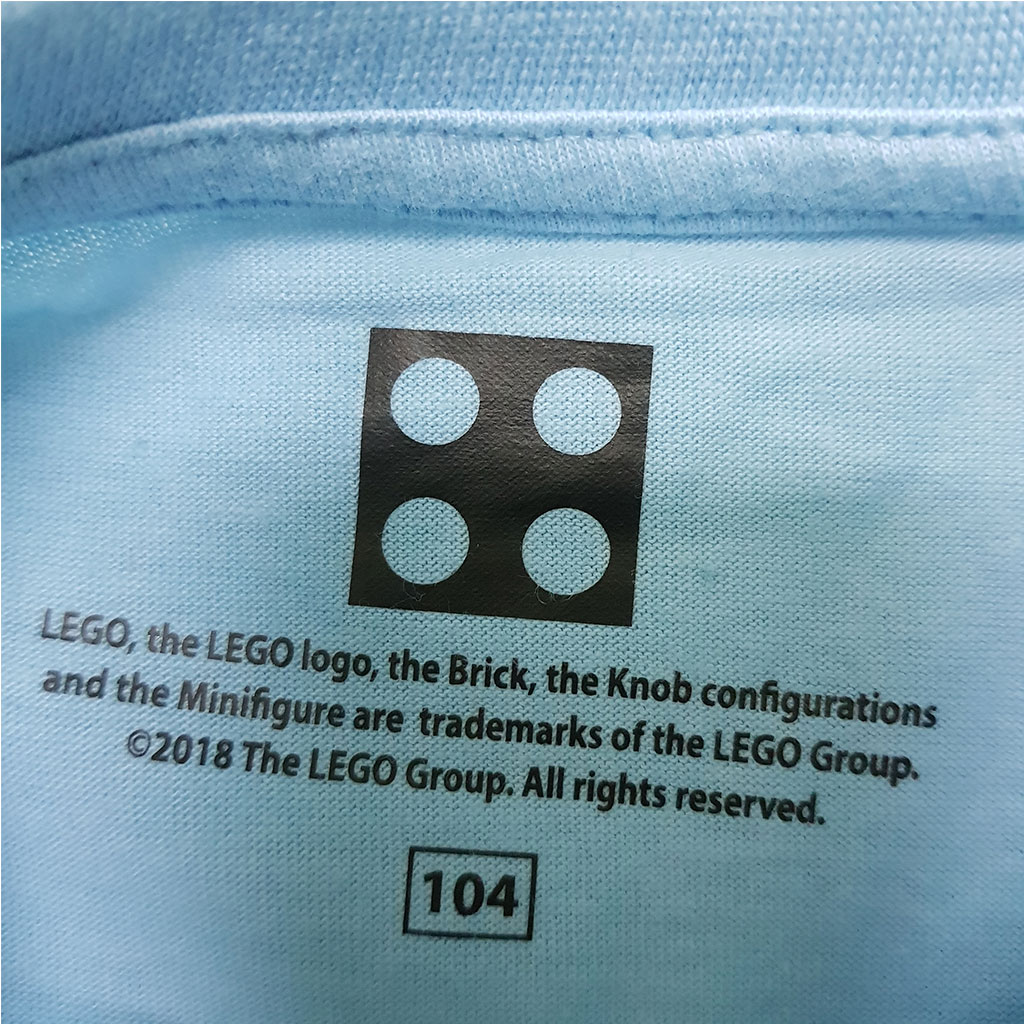 LEGO, the LEGO logo, the Brick, the Knob configurations
and the Minifigure are trademarks of the LEGO Group.
©2018 The LEGO Group. All rights reserved.
104